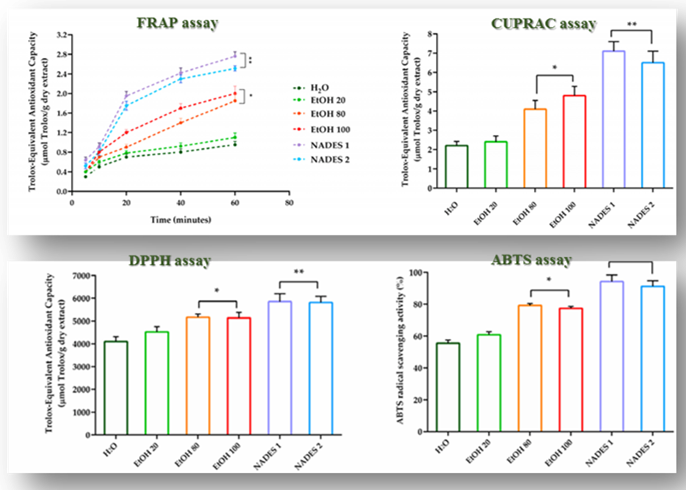 FRAP assay
Trolox-Equivalent Antioxidant Capacity
(μmol Trolox/g dry extract)
3.2
2.8
2.4
2.0
1.6
1.2
0.8
0.4
0.0
0
20
40
60
80
Time (minutes)
*
*
*
H₂O
EtOH 20
EtOH 80
EtOH 100
NADES 1
NADES 2
CUPRAC assay
Trolox-Equivalent Antioxidant Capacity
(μmol Trolox/g dry extract)
8
7
6
5
4
3
2
1
0
*
**
H₂O
EtOH 20
EtOH 80
EtOH 100
NADES 1
NADES 2
DPPH assay
Trolox-Equivalent Antioxidant Capacity
(μmol Trolox/g dry extract)
7000
6000
5000
4000
3000
2000
1000
0
*
**
H₂O
EtOH 20
EtOH 80
EtOH 100
NADES 1
NADES 2
ABTS assay
ABTS radical scavenging activity (%)
100
80
60
40
20
0
*
H₂O
EtOH 20
EtOH 80
EtOH 100
NADES 1
NADES 2